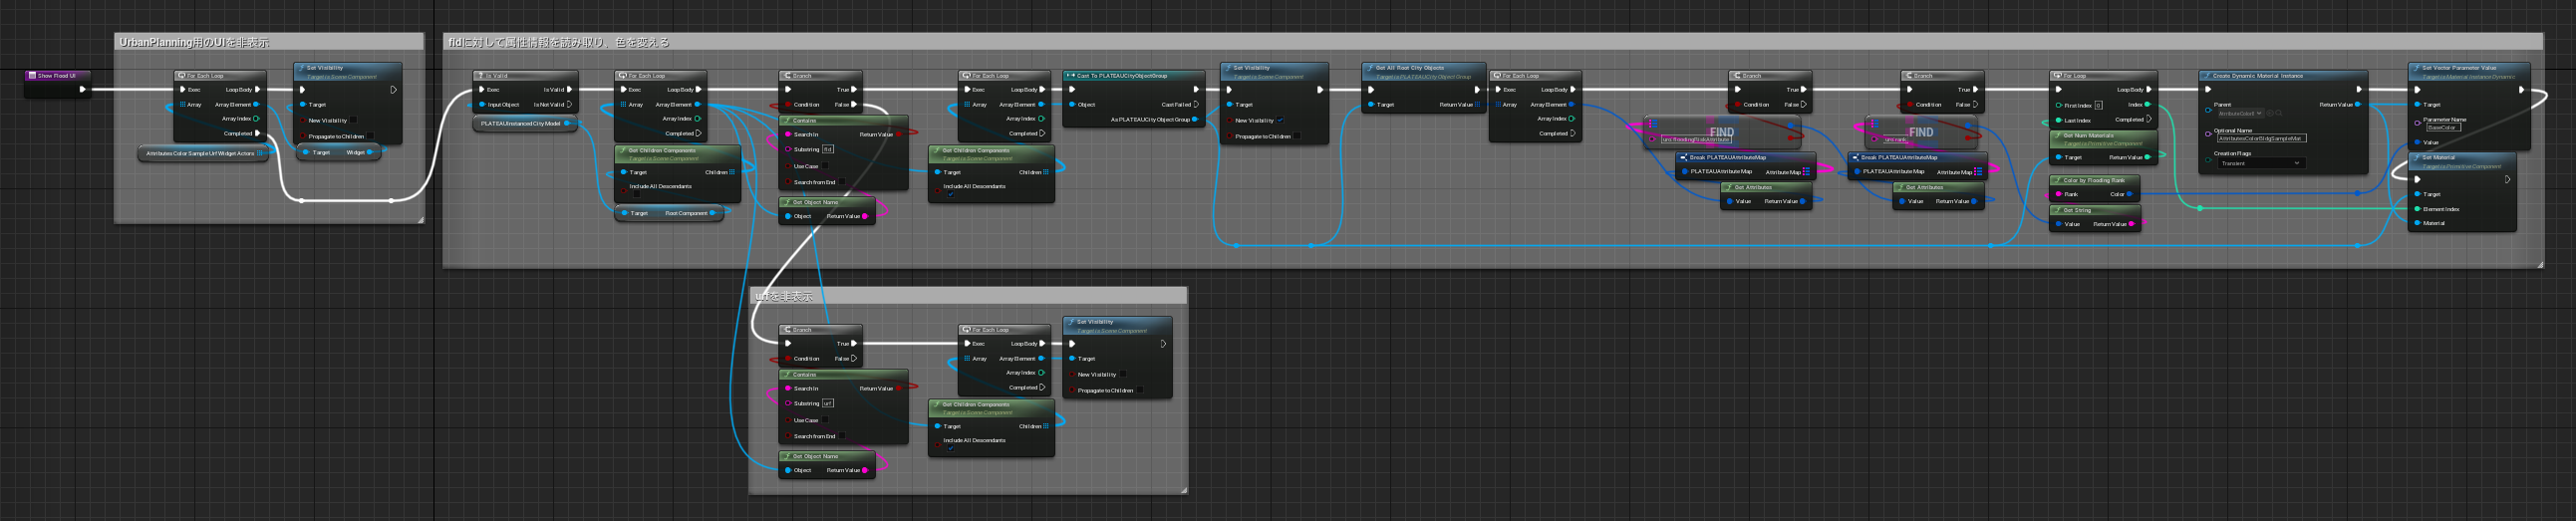 UrbanPlanning用のUIを非表示
fldに対して属性情報を読み取り、色を変える
Show Flood UI
For Each Loop
Exec
Loop Body
Array
Array Element
Array Index
Completed
Attributes Color Sample Urf Widget Actors
Set Visibility
Target is Scene Component
Target
New Visibility
Propagate to Children
Target
Widget
Is Valid
Exec
Is Valid
Input Object
Is Not Valid
PLATEAUInstanced City Model
For Each Loop
Exec
Loop Body
Array
Array Element
Array Index
Completed
Get Children Components
Target is Scene Component
Target
Children
Include All Descendants
Target
Root Component
Branch
True
Condition
False
Contains
Search In
Return Value
Substring
fld
Use Case
Search from End
Get Object Name
Object
Return Value
For Each Loop
Exec
Loop Body
Array
Array Element
Array Index
Completed
Get Children Components
Target is Scene Component
Target
Children
Include All Descendants
Cast To PLATEAUCityObjectGroup
Object
Cast Failed
As PLATEAUCity Object Group
Set Visibility
Target is Scene Component
Target
New Visibility
Propagate to Children
Get All Root City Objects
Target is PLATEAUCity Object Group
Target
Return Value
For Each Loop
Exec
Loop Body
Array
Array Element
Array Index
Completed
Branch
True
Condition
False
FIND
Break PLATEAUAttributeMap
PLATEAUAttribute Map
Attribute Map
Get Attributes
Value
Return Value
Branch
True
Condition
False
FIND
uro:rank
Break PLATEAUAttributeMap
PLATEAUAttribute Map
Attribute Map
Get Attributes
Value
Return Value
For Loop
Loop Body
First Index
0
Index
Last Index
Completed
Get Num Materials
Target is Primitive Component
Target
Return Value
Color by Flooding Rank
Rank
Color
Get String
Value
Return Value
Create Dynamic Material Instance
Parent
Return Value
Optional Name
AttributesColorBldgSampleMat
Creation Flags
Transient
Set Vector Parameter Value
Target is Material Instance Dynamic
Target
Parameter Name
BaseColor
Value
Set Material
Target is Primitive Component
Target
Element Index
Material
urfを非表示
Branch
True
Condition
False
Contains
Search In
Return Value
Substring
urf
Use Case
Search from End
Get Object Name
Object
Return Value
For Each Loop
Exec
Loop Body
Array
Array Element
Array Index
Completed
Get Children Components
Target is Scene Component
Target
Children
Include All Descendants
Set Visibility
Target is Scene Component
Target
New Visibility
Propagate to Children